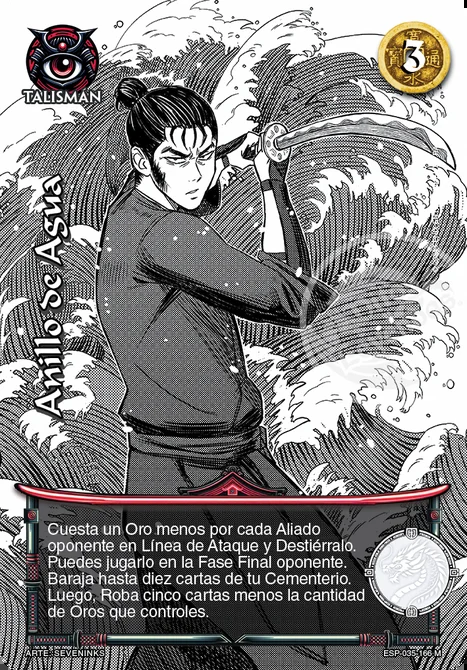 TALISMAN
3
Anillo de Agua
Cuesta un Oro menos por cada Aliado
oponente en Línea de Ataque y Destiérralo.
Puedes jugarlo en la Fase Final oponente.
Baraja hasta diez cartas de tu Cementerio.
Luego, Roba cinco cartas menos la cantidad
de Oros que controles.
ARTE: SEVENINKS
ESP-035-166 M